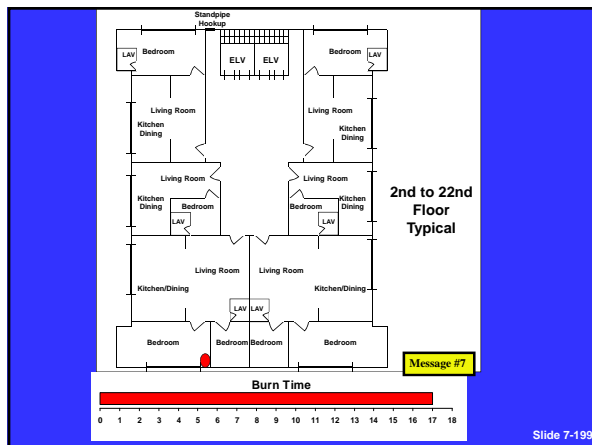 Standpipe
Hookup
LAV
Bedroom
ELV
ELV
Bedroom
LAV
Living Room
Living Room
Kitchen
Dining
Kitchen
Dining
Living Room
Living Room
Kitchen
Dining
Bedroom
Bedroom
Kitchen
Dining
LAV
LAV
2nd to 22nd
Floor
Typical
Living Room
Living Room
Kitchen/Dining
Kitchen/Dining
LAV
LAV
Bedroom
Bedroom
Bedroom
Bedroom
Message #7
Burn Time
0 1 2 3 4 5 6 7 8 9 10 11 12 13 14 15 16 17 18
Slide 7-199